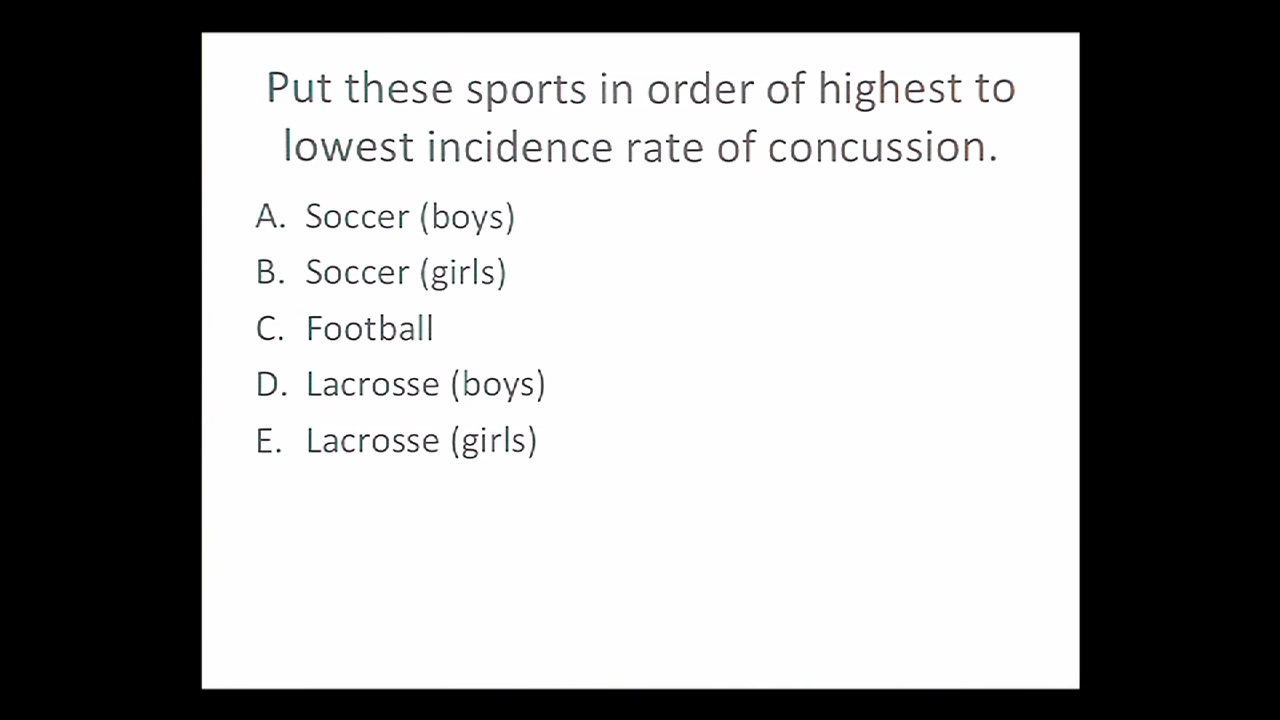 Put these sports in order of highest to
lowest incidence rate of concussion.
A. Soccer (boys)
B. Soccer (girls)
C. Football
D. Lacrosse (boys)
E. Lacrosse (girls)